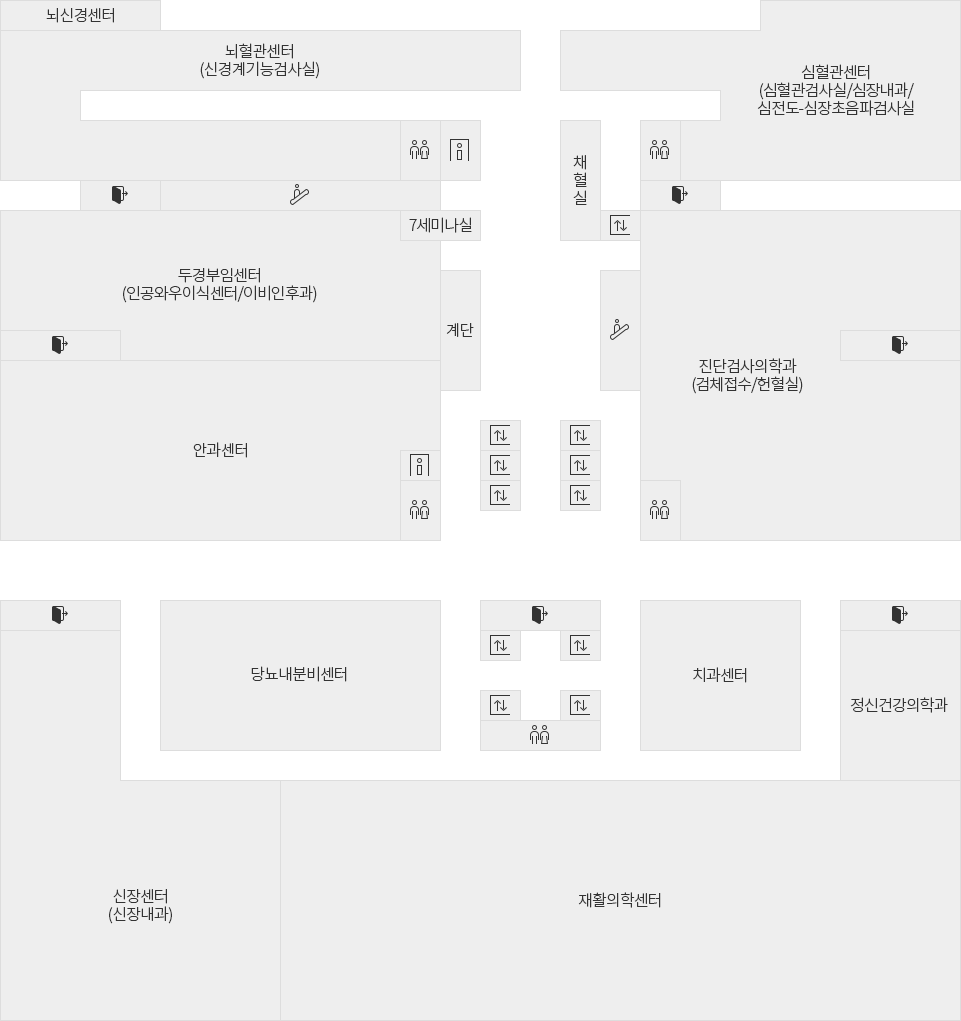 뇌신경센터
뇌혈관센터
(신경계기능검사실)
심혈관센터
(심혈관검사실/심장내과/
심전도-심장초음파검사실
채
혈
실
7세미나실
두경부임센터
(인공와우이식센터/이비인후과)
계단
진단검사의학과
(검체접수/헌혈실)
안과센터
당뇨내분비센터
치과센터
정신건강의학과
신장센터
(신장내과)
재활의학센터